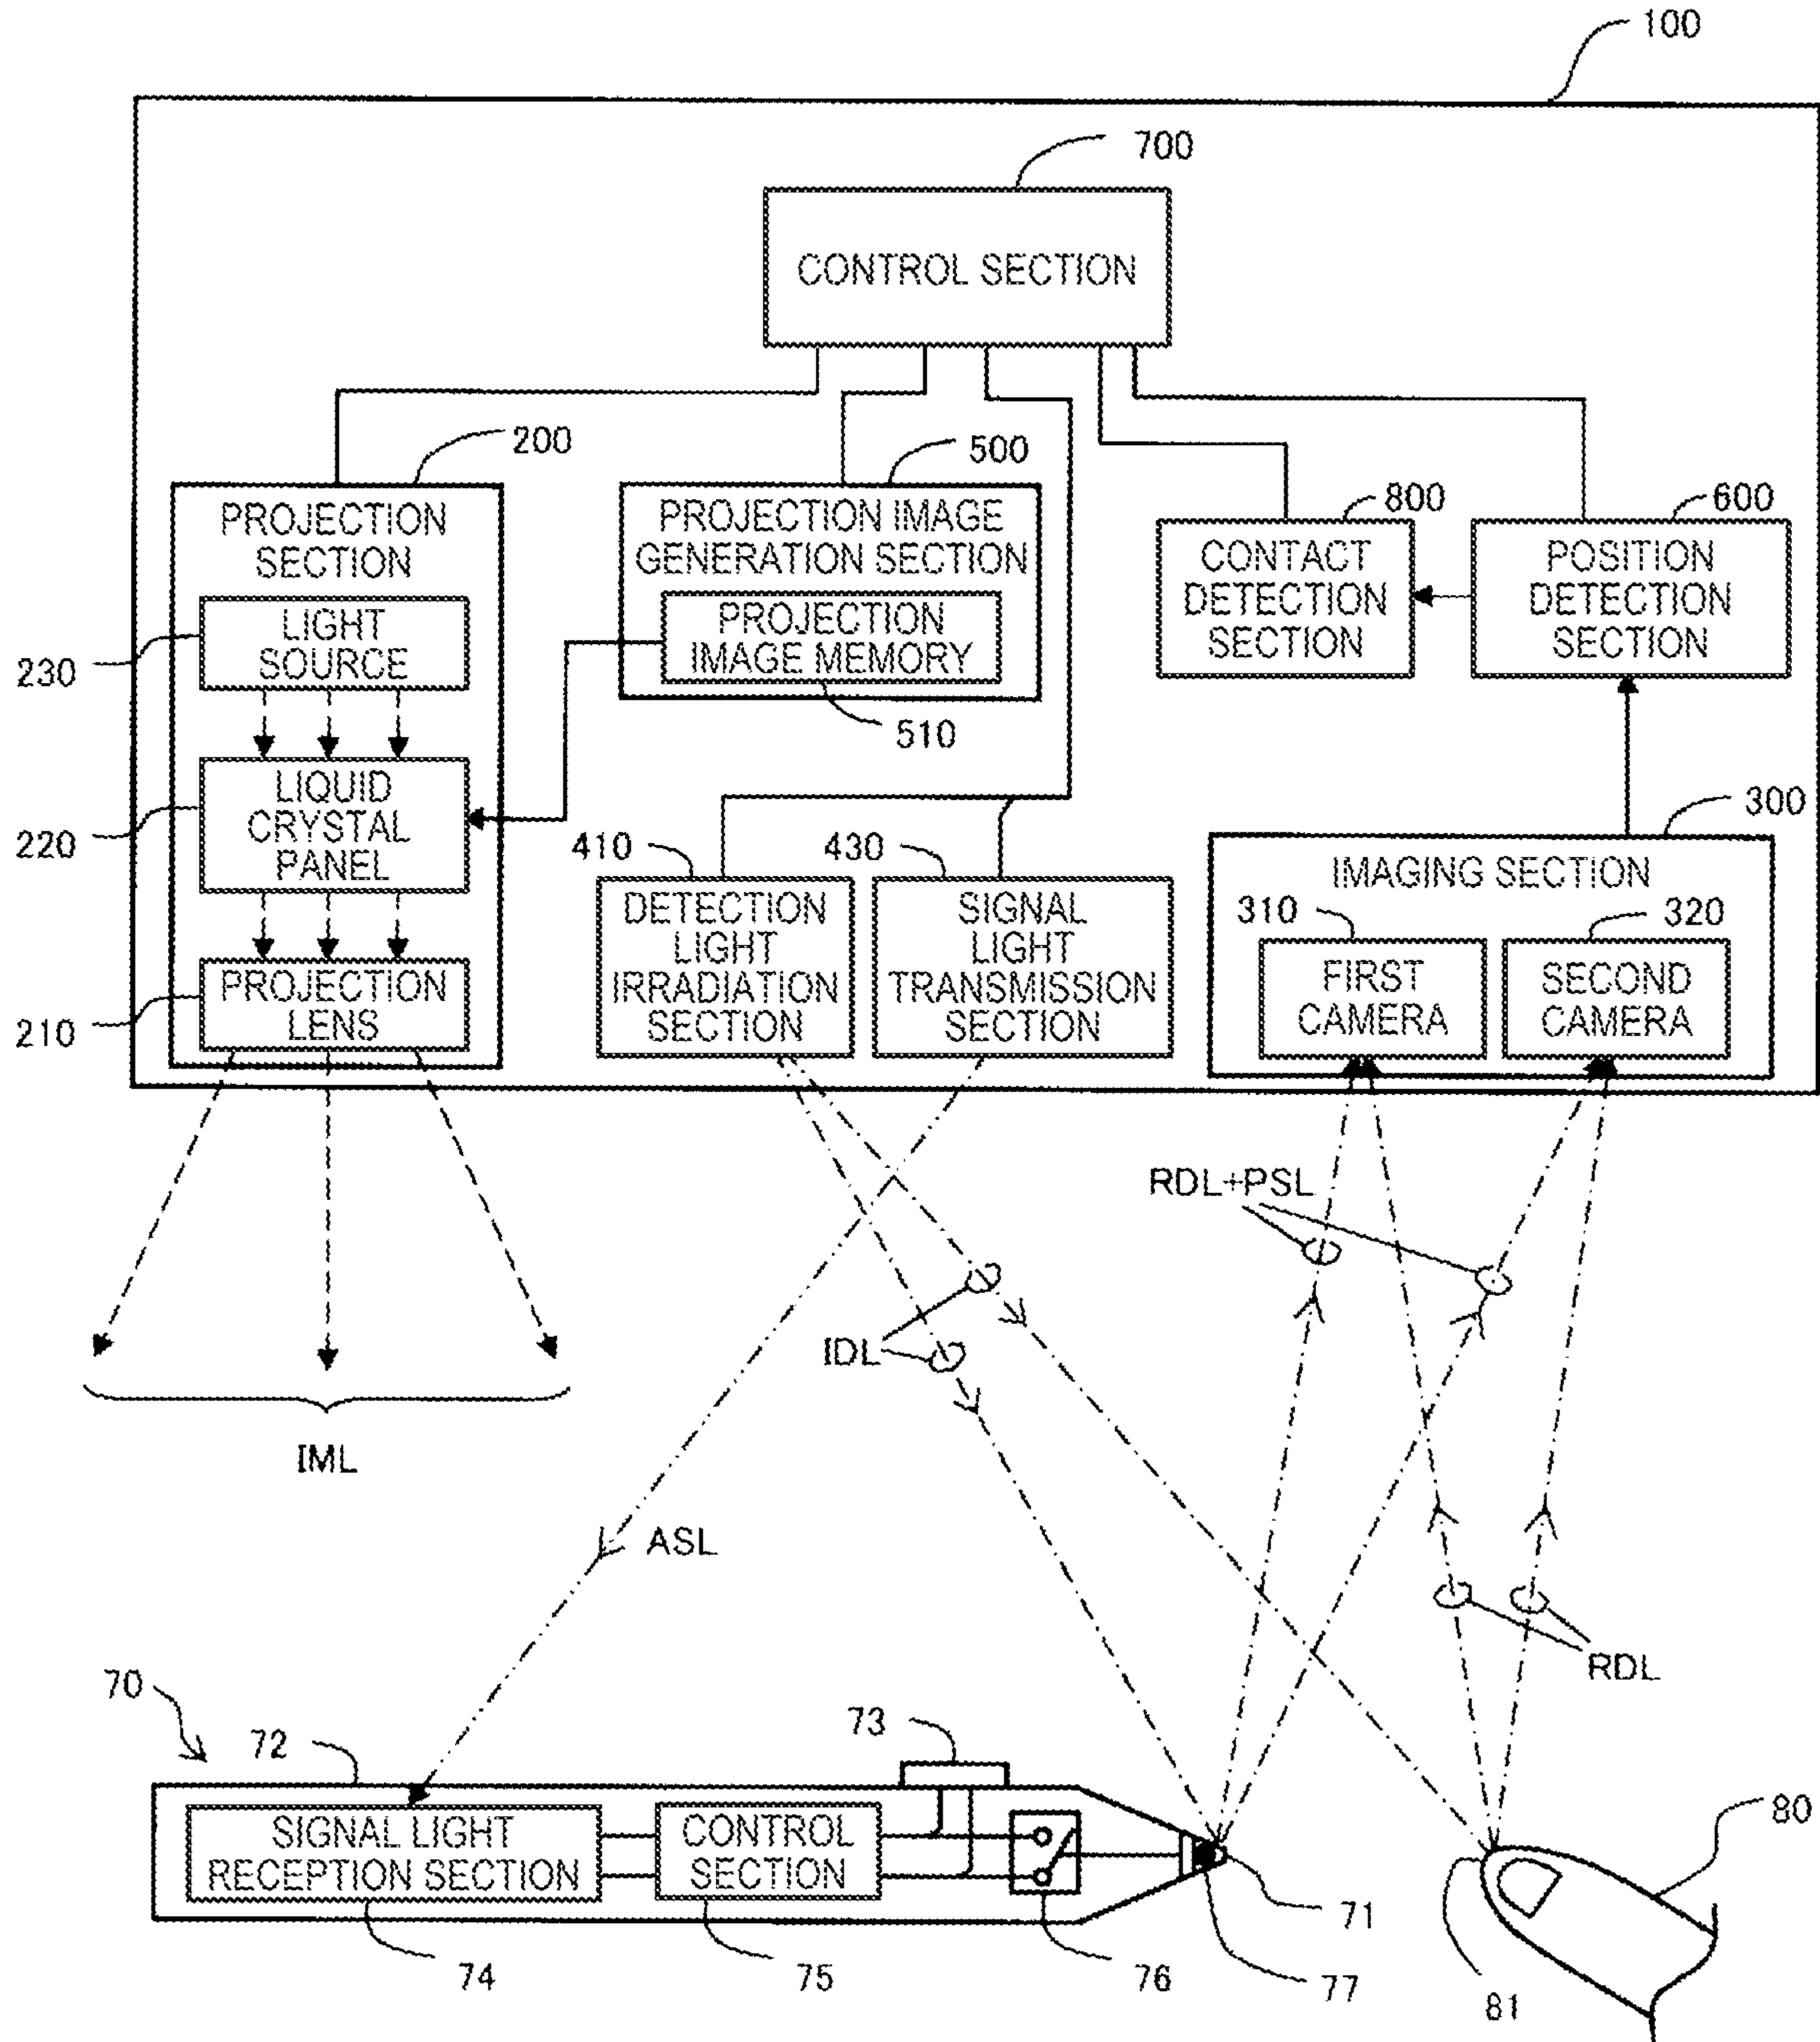 100
700
CONTROL SECTION
200
PROJECTION
SECTION
500
PROJECTION IMAGE
GENERATION SECTION
800
CONTACT
DETECTION
SECTION
600
POSITION
DETECTION
SECTION
LIGHT
SOURCE
230
PROJECTION
IMAGE MEMORY
510
LIQUID
CRYSTAL
PANEL
220
410
DETECTION
LIGHT
IRRADIATION
SECTION
430
SIGNAL
LIGHT
TRANSMISSION
SECTION
300
IMAGING SECTION
310
FIRST
CAMERA
320
SECOND
CAMERA
PROJECTION
LENS
210
RDL+PSL
IDL
IML
ASL
RDL
70
72
73
SIGNAL LIGHT
RECEPTION SECTION
CONTROL
SECTION
80
74
75
76
77
71
81